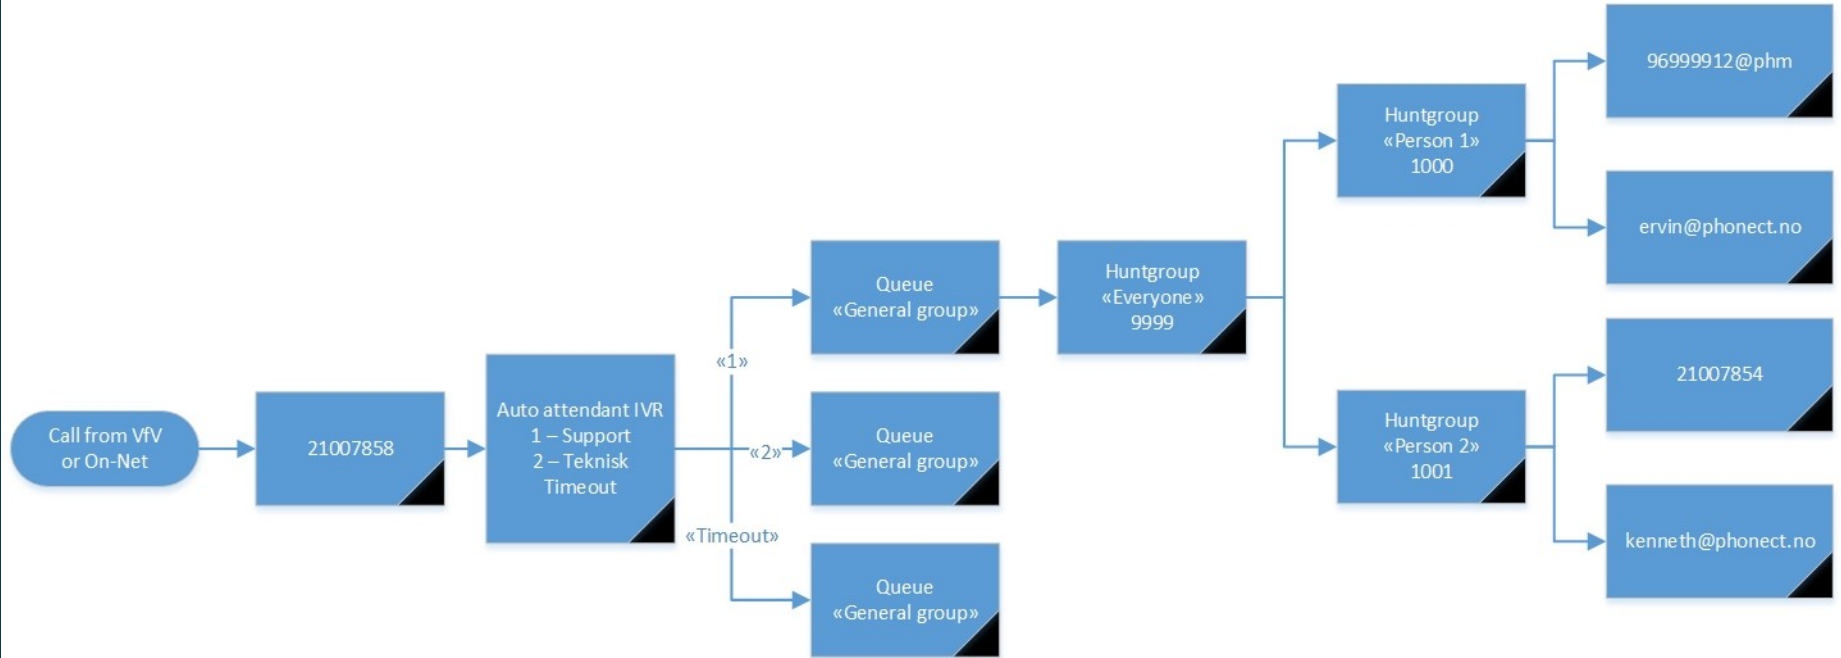 Call from VfV
or On-Net
21007858
Auto attendant IVR
1 – Support
2 – Teknisk
Timeout
«1»
«2»
«Timeout»
Queue
«General group»
Queue
«General group»
Queue
«General group»
Huntgroup
«Everyone»
9999
Huntgroup
«Person 1»
1000
Huntgroup
«Person 2»
1001
96999912@phm
ervin@phonect.no
21007854
kenneth@phonect.no